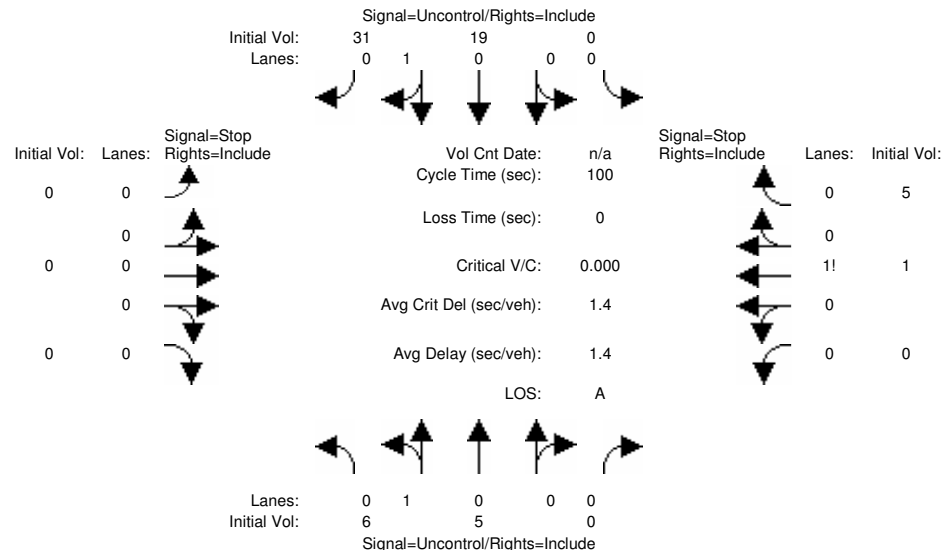 Signal=Uncontrol/Rights=Include
Initial Vol: 31 19 0
Lanes: 0 1 0 0 0
Signal=Stop Signal=Stop
Initial Vol: Lanes: Rights=Include Vol Cnt Date: n/a Rights=Include Lanes: Initial Vol:
Cycle Time (sec): 100
0 0 0 5
Loss Time (sec): 0
0 0
0 0 Critical V/C: 0.000 1! 1
0 Avg Crit Del (sec/veh): 1.4 0
0 0 Avg Delay (sec/veh): 1.4 0 0
LOS: A
Lanes: 0 1 0 0 0
Initial Vol: 6 5 0
Signal=Uncontrol/Rights=Include